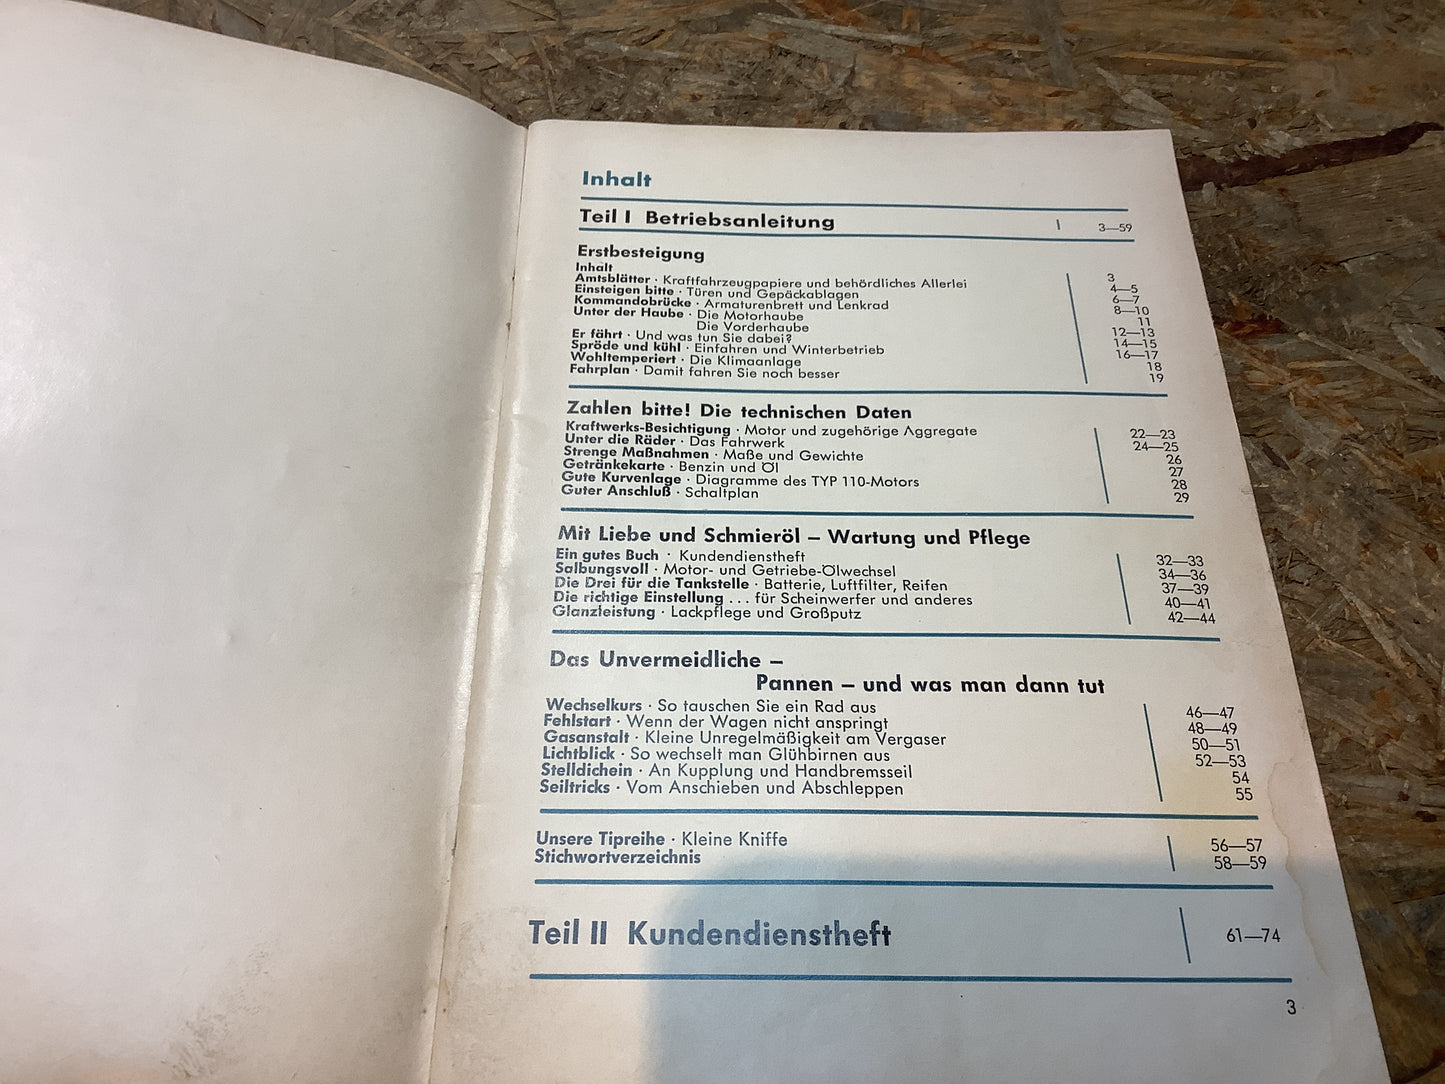 Inhalt
Teil I Betriebsanleitung 3—59
Erstbesteigung
Inhalt 3
Amtsblätter · Kraftfahrzeugpapiere und behördliches Allerlei 4—5
Einsteigen bitte · Türen und Gepäckablagen 6—7
Kommandobrücke · Armaturenbrett und Lenkrad 8—10
Unter der Haube · Die Motorhaube 11
Die Vorderhaube 12—13
Er fährt · Und was tun Sie dabei? 14—15
Spröde und kühl · Einfahren und Winterbetrieb 16—17
Wohltemperiert · Die Klimaanlage 18
Fahrplan · Damit fahren Sie noch besser 19
Zahlen bitte! Die technischen Daten
Kraftwerks-Besichtigung · Motor und zugehörige Aggregate 22—23
Unter die Räder · Das Fahrwerk 24—25
Strenge Maßnahmen · Maße und Gewichte 26
Getränkekarte · Benzin und Öl 27
Gute Kurvenlage · Diagramme des TYP 110-Motors 28
Guter Anschluß · Schaltplan 29
Mit Liebe und Schmieröl – Wartung und Pflege
Ein gutes Buch · Kundendienstheft 32—33
Salbungsvoll · Motor- und Getriebe-Ölwechsel 34—36
Die Drei für die Tankstelle · Batterie, Luftfilter, Reifen 37—39
Die richtige Einstellung . . . für Scheinwerfer und anderes 40—41
Glanzleistung · Lackpflege und Großputz 42—44
Das Unvermeidliche –
Pannen – und was man dann tut
Wechselkurs · So tauschen Sie ein Rad aus 46—47
Fehlstart · Wenn der Wagen nicht anspringt 48—49
Gasanstalt · Kleine Unregelmäßigkeit am Vergaser 50—51
Lichtblick · So wechselt man Glühbirnen aus 52—53
Stelldichein · An Kupplung und Handbremsseil 54
Seiltricks · Vom Anschieben und Abschleppen 55
Unsere Tipreihe · Kleine Kniffe 56—57
Stichwortverzeichnis 58—59
Teil II Kundendienstheft 61—74
3